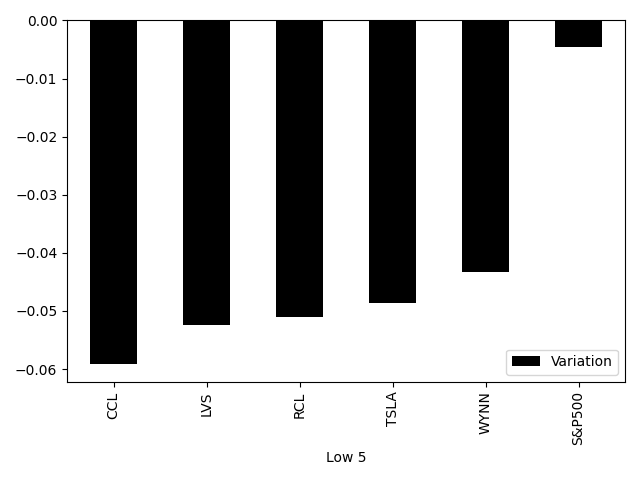 0.00
−0.01
−0.02
−0.03
−0.04
−0.05
−0.06
Variation
CCL
LVS
RCL
TSLA
WYNN
S&P500
Low 5